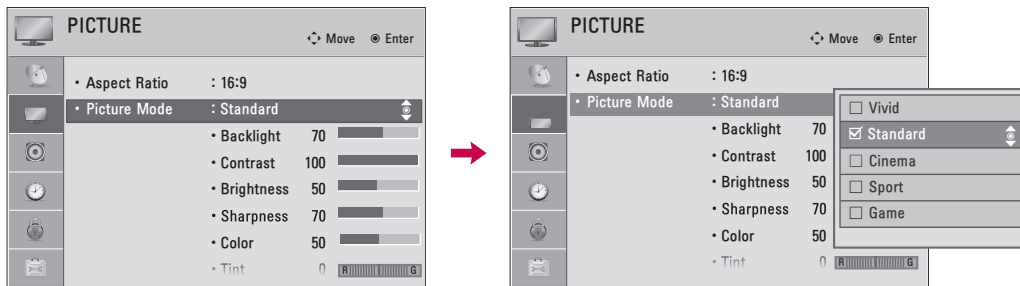 PICTURE
Move Enter
• Aspect Ratio : 16:9
• Picture Mode : Standard
• Backlight 70
• Contrast 100
• Brightness 50
• Sharpness 70
• Color 50
• Tint 0 R G
PICTURE
Move Enter
• Aspect Ratio : 16:9
• Picture Mode : Standard
• Backlight 70
• Contrast 100
• Brightness 50
• Sharpness 70
• Color 50
• Tint 0 R G
Vivid
Standard
Cinema
Sport
Game